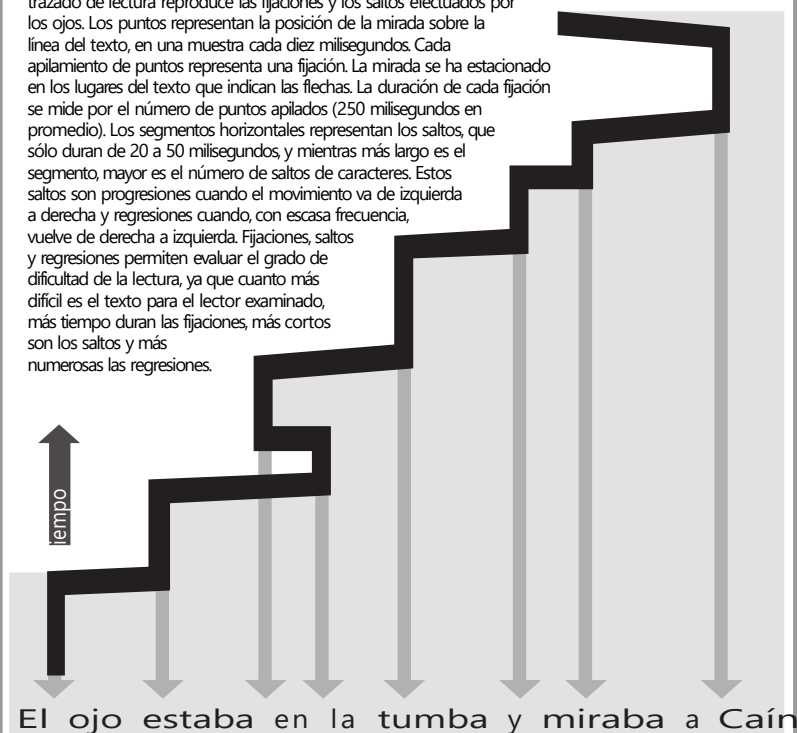 trazado de lectura reproduce las fijaciones y los saltos efectuados por
los ojos. Los puntos representan la posición de la mirada sobre la
línea del texto, en una muestra cada diez milisegundos. Cada
apilamiento de puntos representa una fijación. La mirada se ha estacionado
en los lugares del texto que indican las flechas. La duración de cada fijación
se mide por el número de puntos apilados (250 milisegundos en
promedio). Los segmentos horizontales representan los saltos, que
sólo duran de 20 a 50 milisegundos, y mientras más largo es el
segmento, mayor es el número de saltos de caracteres. Estos
saltos son progresiones cuando el movimiento va de izquierda
a derecha y regresiones cuando, con escasa frecuencia,
vuelve de derecha a izquierda. Fijaciones, saltos
y regresiones permiten evaluar el grado de
dificultad de la lectura, ya que cuanto más
difícil es el texto para el lector examinado,
más tiempo duran las fijaciones, más cortos
son los saltos y más
numerosas las regresiones.
iempo
El ojo estaba en la tumba y miraba a Caín